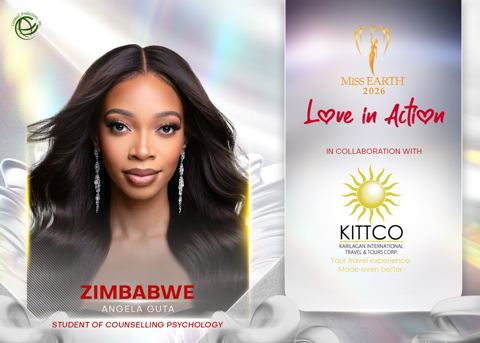 ZIMBABWE
ANGELA GUTA
STUDENT OF COUNSELLING PSYCHOLOGY
MISS EARTH
2026
Love in Action
IN COLLABORATION WITH
KITTCO
KARILAGAN INTERNATIONAL
TRAVEL & TOURS CORP.
Your travel experience.
Made even better.